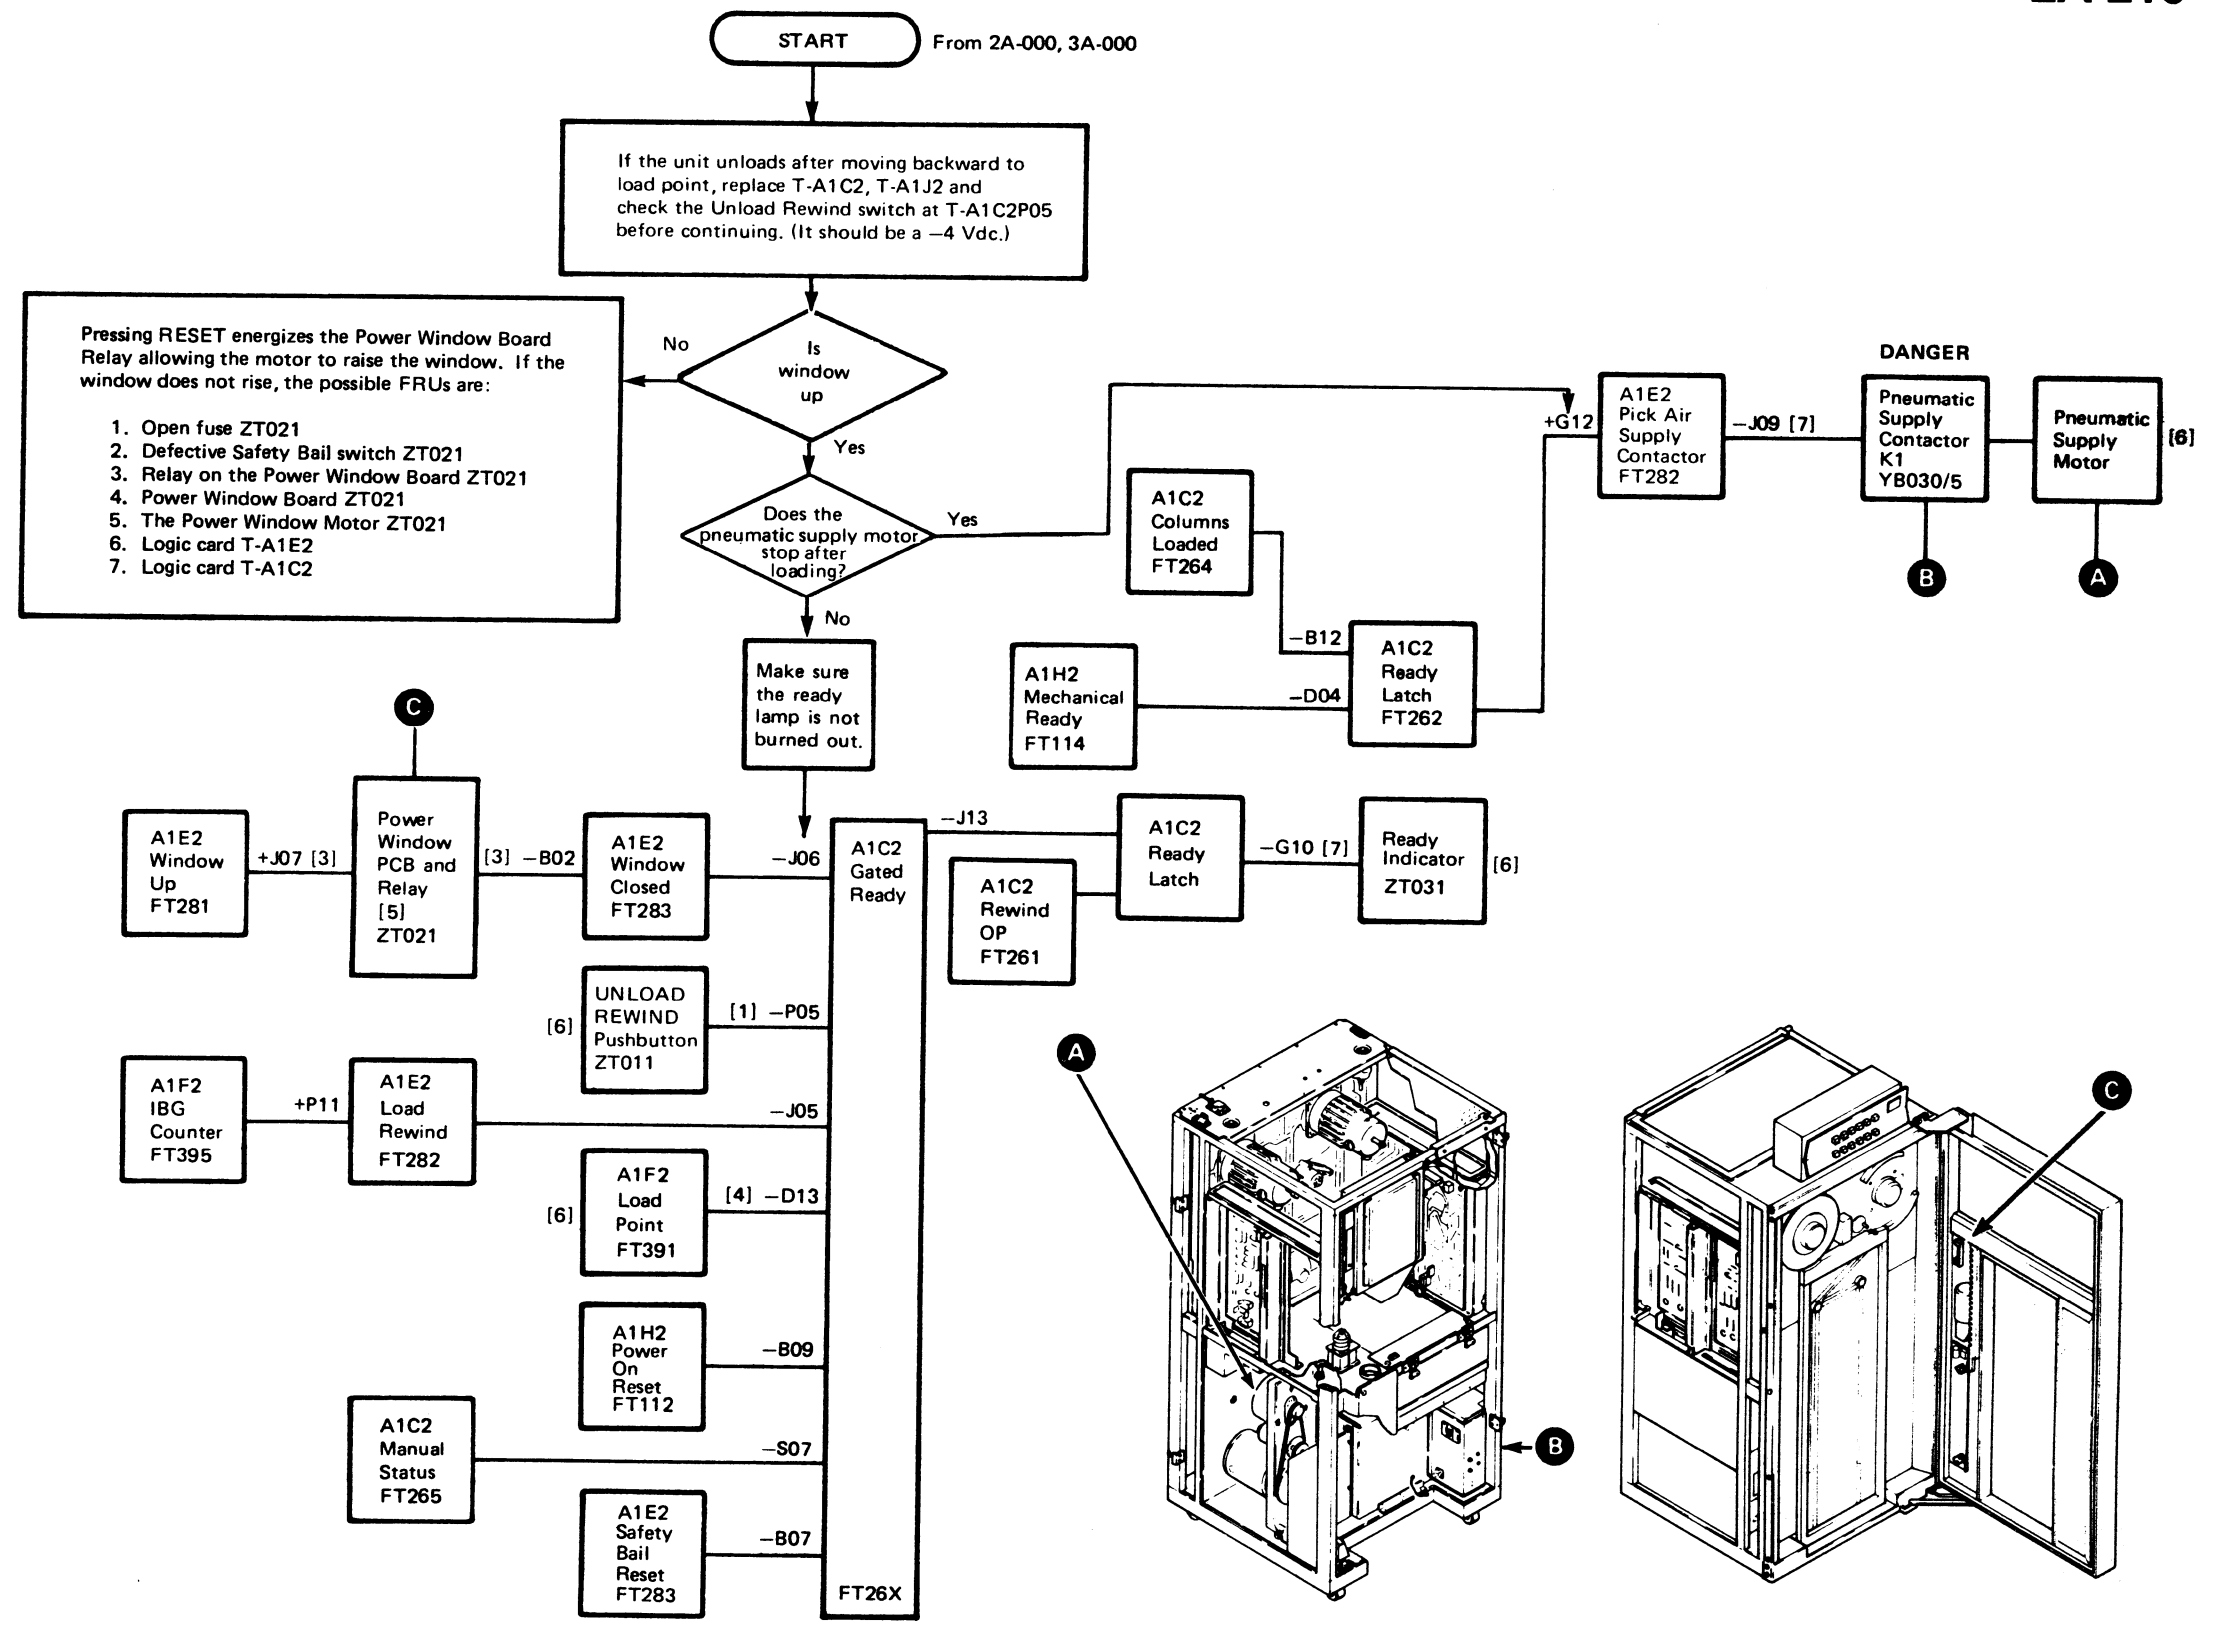 START
From 2A-000, 3A-000
If the unit unloads after moving backward to
load point, replace T-A1C2, T-A1J2 and
check the Unload Rewind switch at T-A1C2P05
before continuing. (It should be a —4 Vdc.)
Pressing RESET energizes the Power Window Board
Relay allowing the motor to raise the window. If the
window does not rise, the possible FRUs are:
1. Open fuse ZT021
2. Defective Safety Bail switch ZT021
3. Relay on the Power Window Board ZT021
4. Power Window Board ZT021
5. The Power Window Motor ZT021
6. Logic card T-A1E2
7. Logic card T-A1C2
No
Is
window
up
Yes
Does the
pneumatic supply motor
stop after
loading?
Yes
No
Make sure
the ready
lamp is not
burned out.
A1C2
Columns
Loaded
FT264
—B12
A1H2
Mechanical
Ready
FT114
—D04
A1C2
Ready
Latch
FT262
+G12
A1E2
Pick Air
Supply
Contactor
FT282
—J09 [7]
DANGER
Pneumatic
Supply
Contactor
K1
YB030/5
Pneumatic
Supply
Motor
[6]
B
A
C
A1E2
Window
Up
FT281
+J07 [3]
Power
Window
PCB and
Relay
[5]
ZT021
[3] —B02
A1E2
Window
Closed
FT283
—J06
A1C2
Gated
Ready
—J13
A1C2
Ready
Latch
A1C2
Rewind
OP
FT261
—G10 [7]
Ready
Indicator
ZT031
[6]
[6]
UNLOAD
REWIND
Pushbutton
ZT011
[1] —P05
A1F2
IBG
Counter
FT395
+P11
A1E2
Load
Rewind
FT282
—J05
[6]
A1F2
Load
Point
FT391
[4] —D13
A1H2
Power
On
Reset
FT112
—B09
A1C2
Manual
Status
FT265
—S07
A1E2
Safety
Bail
Reset
FT283
—B07
FT26X
A
B
C